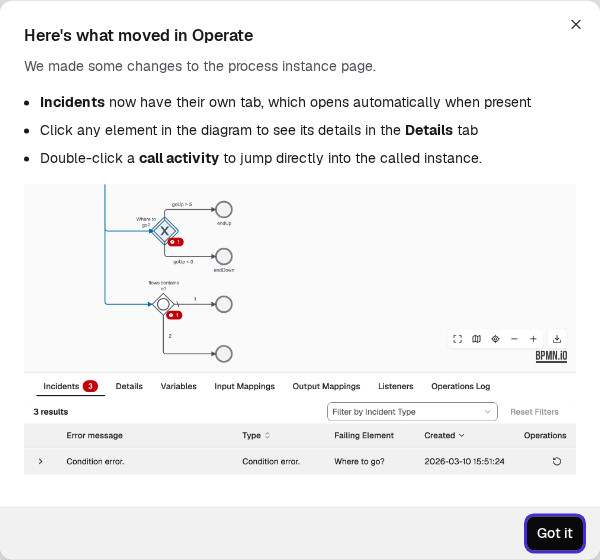 Here's what moved in Operate
We made some changes to the process instance page.
Incidents now have their own tab, which opens automatically when present
Click any element in the diagram to see its details in the Details tab
Double-click a call activity to jump directly into the called instance.
goUp > 5
Where to
go?
endUp
1
goUp < 0
endDown
flows contains
n?
1
1
2
BPMN.iO
Incidents 3 Details Variables Input Mappings Output Mappings Listeners Operations Log
3 results Filter by Incident Type Reset Filters
Error message Type Failing Element Created Operations
Condition error. Condition error. Where to go? 2026-03-10 15:51:24
Got it